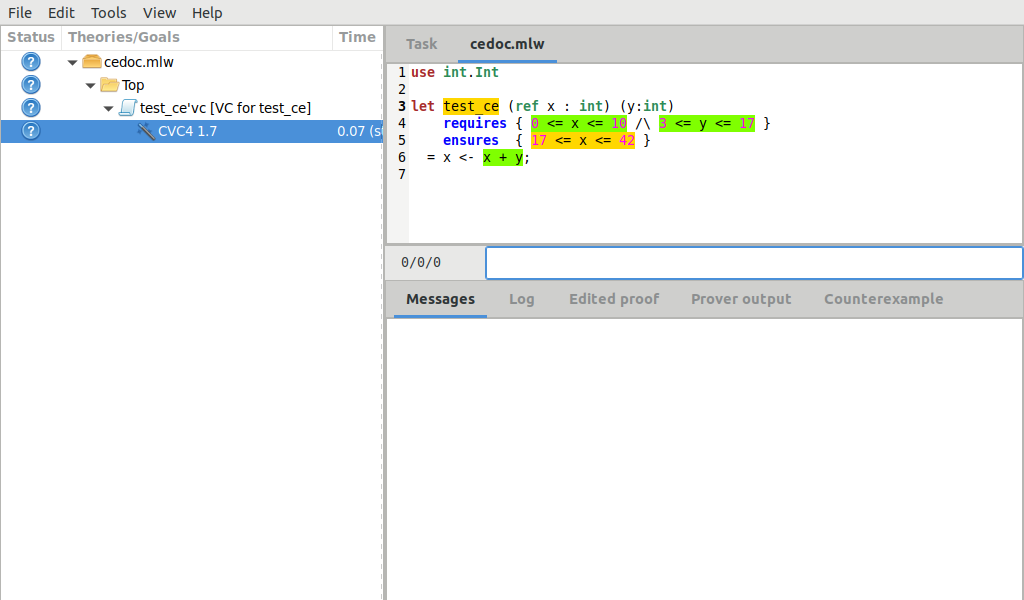 File Edit Tools View Help
Status Theories/Goals Time
cedoc.mlw
Top
test_ce'vc [VC for test_ce]
CVC4 1.7 0.07 (s
Task cedoc.mlw
1 use int.Int
2
3 let test_ce (ref x : int) (y:int)
4 requires { 0 <= x <= 10 /\ 3 <= y <= 17 }
5 ensures { 17 <= x <= 42 }
6 = x <- x + y;
7
0/0/0
Messages Log Edited proof Prover output Counterexample